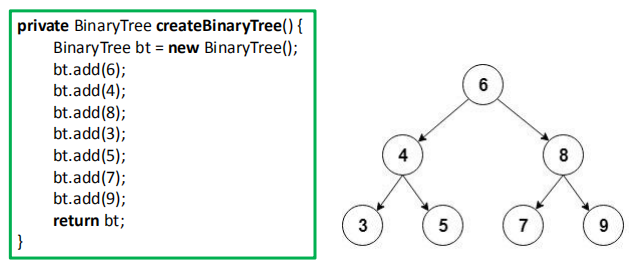 private BinaryTree createBinaryTree() {
BinaryTree bt = new BinaryTree();
bt.add(6);
bt.add(4);
bt.add(8);
bt.add(3);
bt.add(5);
bt.add(7);
bt.add(9);
return bt;
}
6
4 8
3 5 7 9